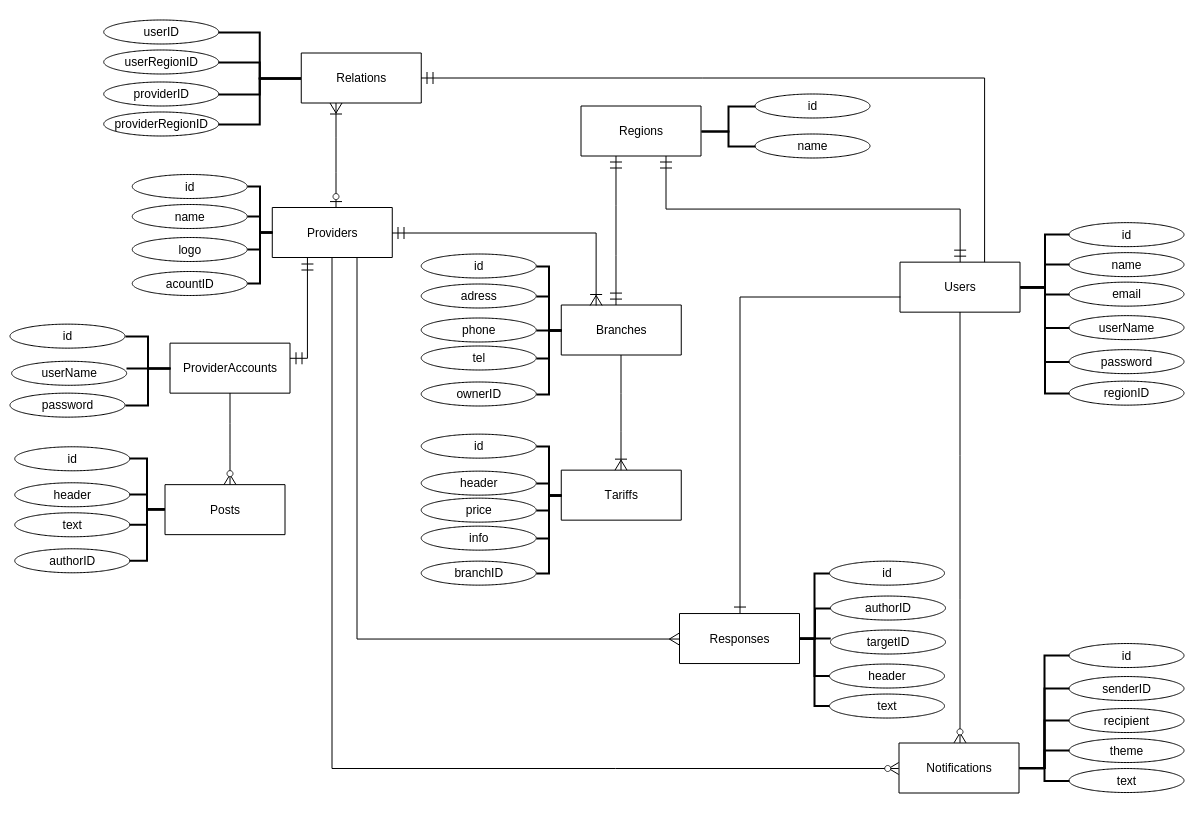 userID
userRegionID
providerID
providerRegionID
Relations
Regions
id
name
id
name
logo
acountID
Providers
id
adress
phone
tel
ownerID
Branches
Users
id
name
email
userName
password
regionID
id
userName
password
ProviderAccounts
id
header
text
authorID
Posts
id
header
price
info
branchID
Tariffs
Responses
id
authorID
targetID
header
text
Notifications
id
senderID
recipient
theme
text